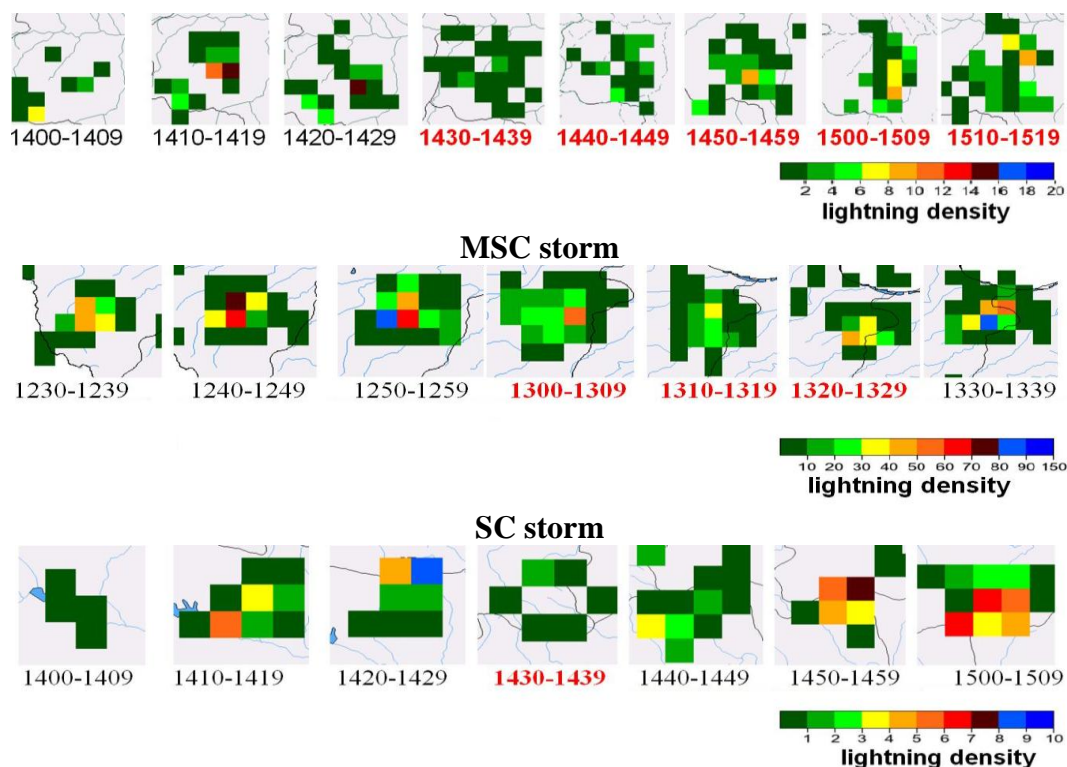 1400-1409 1410-1419 1420-1429 1430-1439 1440-1449 1450-1459 1500-1509 1510-1519
2 4 6 8 10 12 14 16 18 20
lightning density
MSC storm
1230-1239 1240-1249 1250-1259 1300-1309 1310-1319 1320-1329 1330-1339
10 20 30 40 50 60 70 80 90 150
lightning density
SC storm
1400-1409 1410-1419 1420-1429 1430-1439 1440-1449 1450-1459 1500-1509
1 2 3 4 5 6 7 8 9 10
lightning density